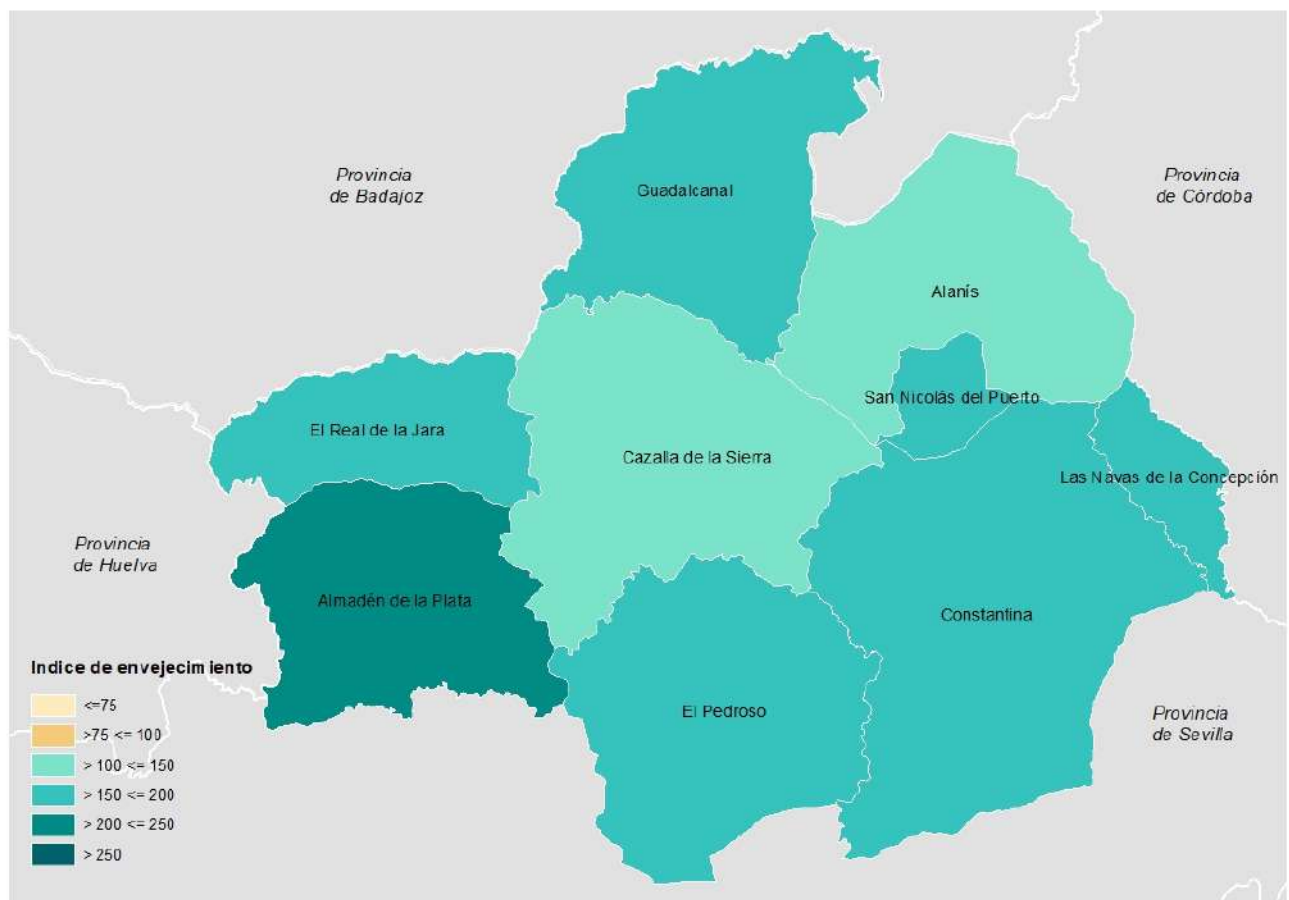 Provincia
de Badajoz
Guadalcanal
Provincia
de Córdoba
Alanís
San Nicolás del Puerto
El Real de la Jara
Cazalla de la Sierra
Las Navas de la Concepción
Provincia
de Huelva
Almadén de la Plata
Constantina
El Pedroso
Provincia
de Sevilla
Indice de envejecimiento
<=75
>75 <= 100
> 100 <= 150
> 150 <= 200
> 200 <= 250
> 250